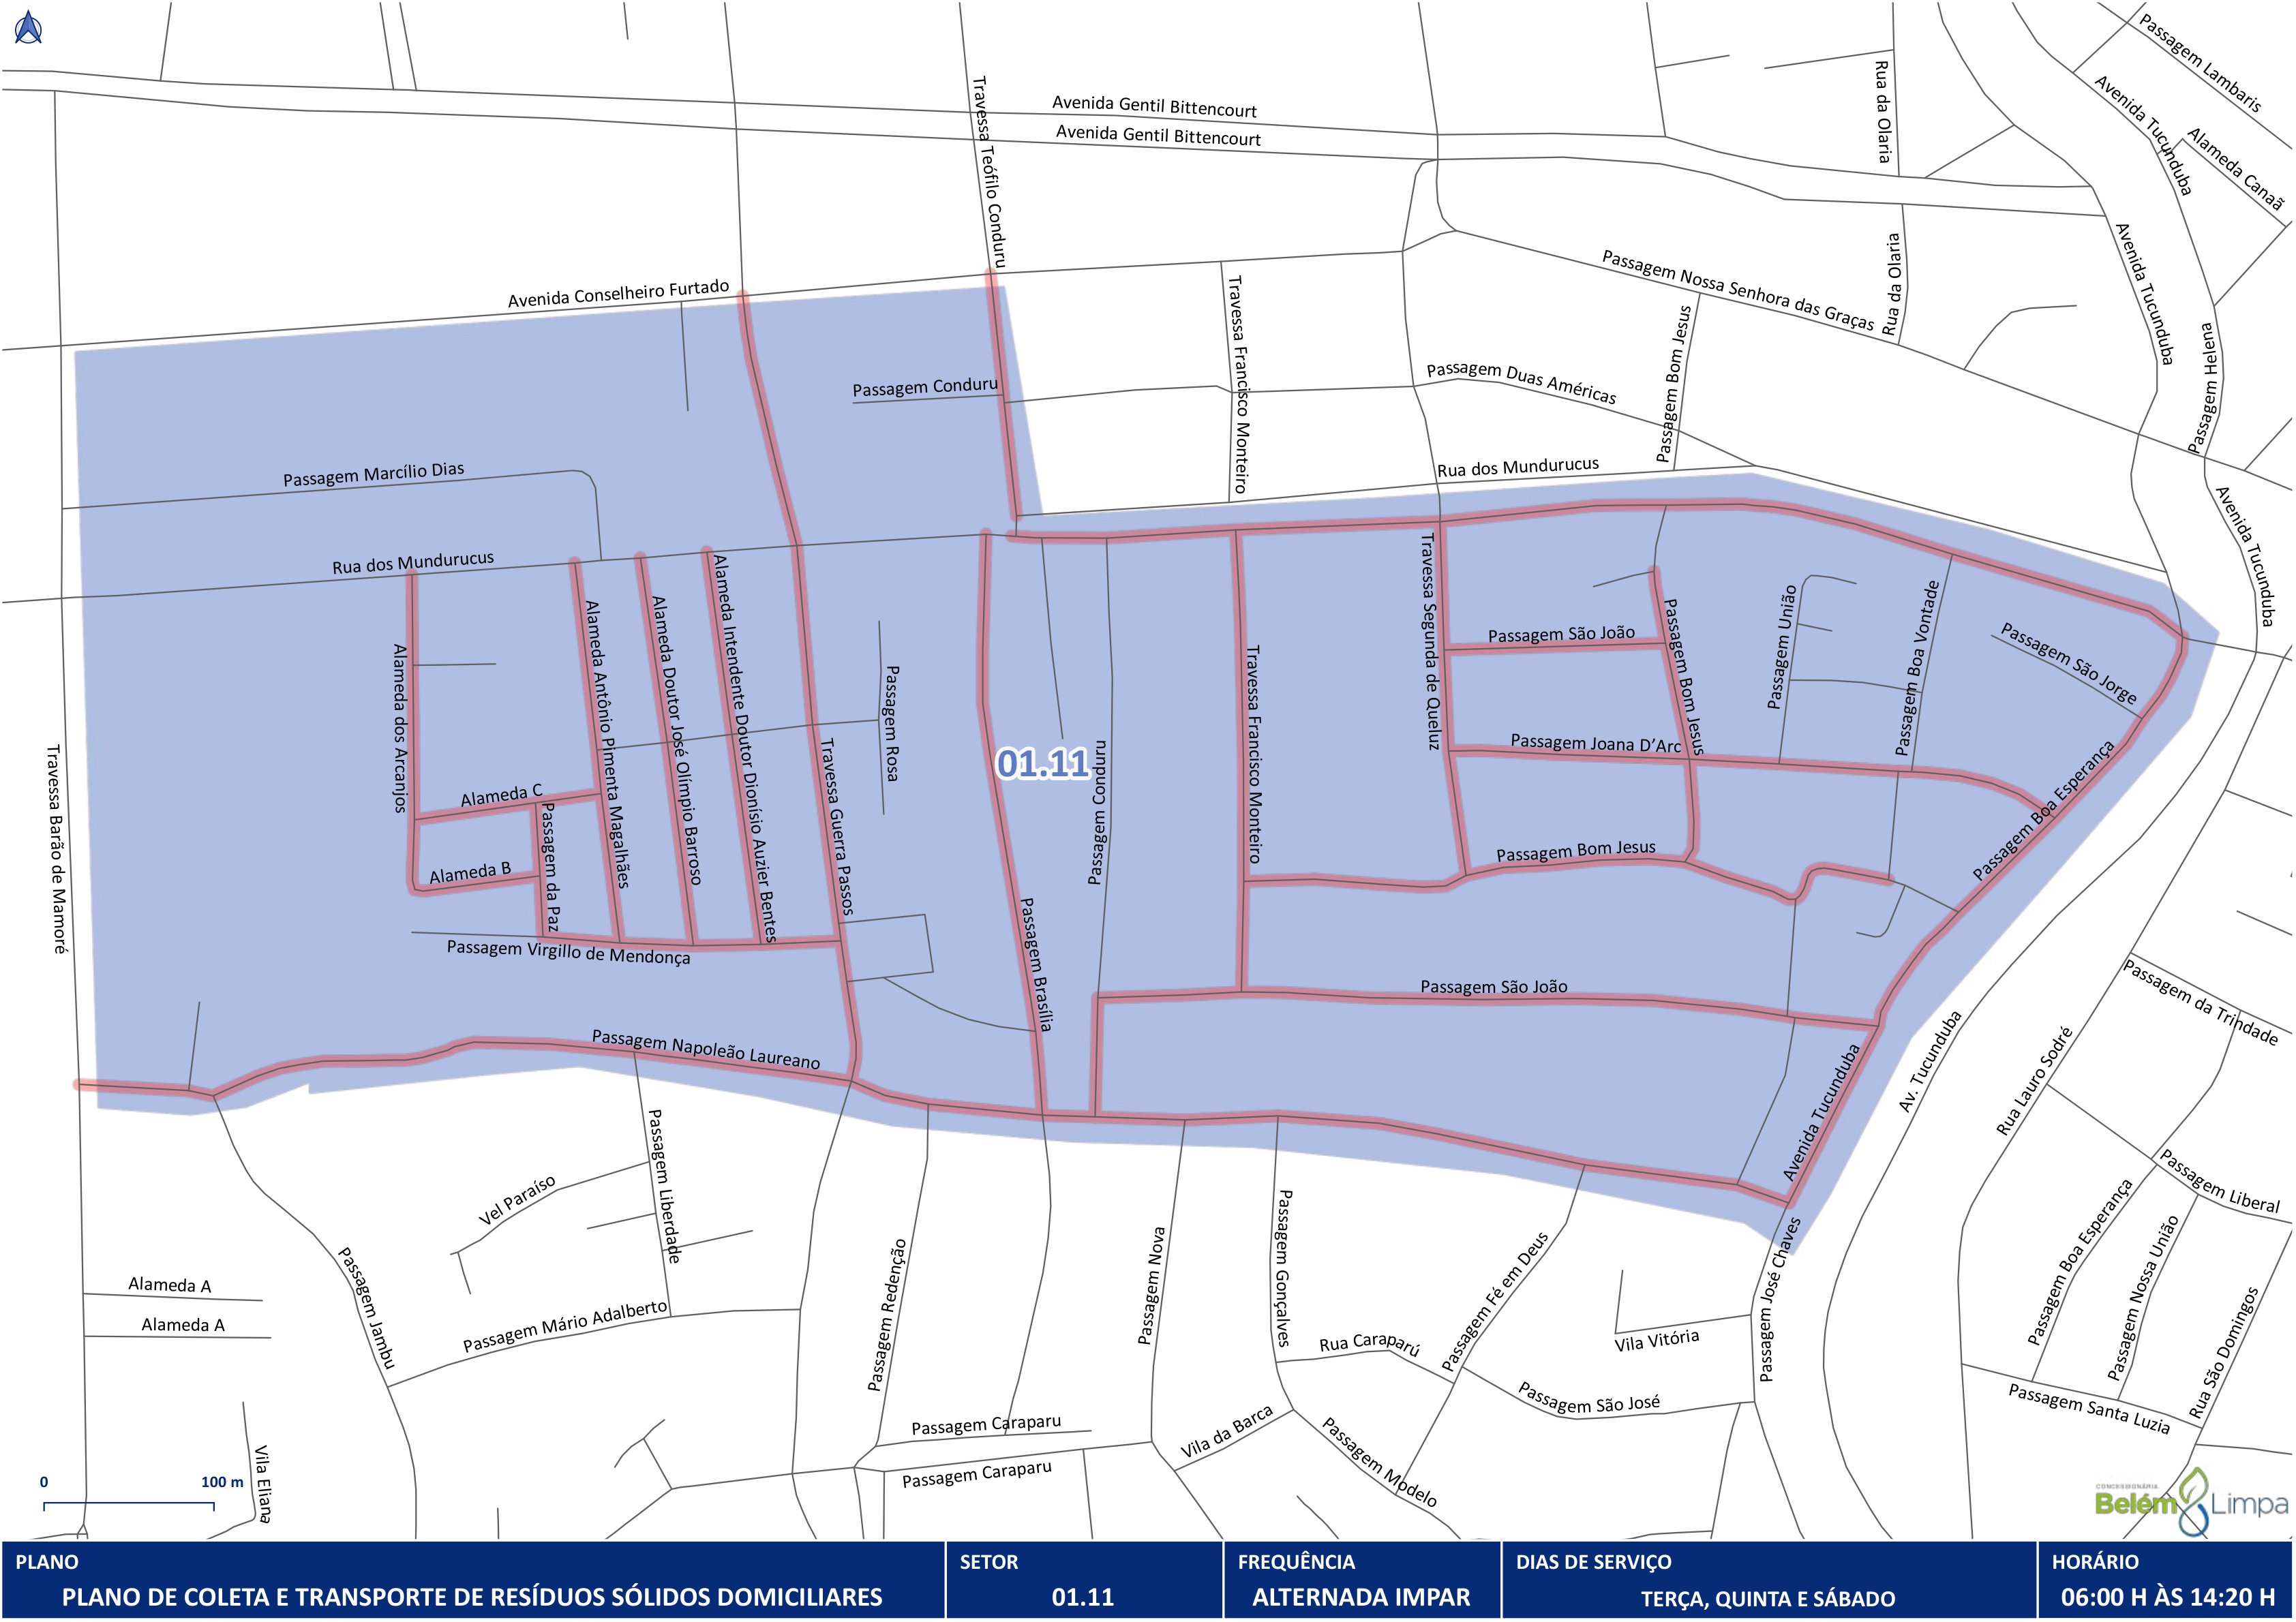 Passagem Lambaris
Avenida Tucunduba
Alameda Canaã
Rua da Olaria
Avenida Gentil Bittencourt
Avenida Gentil Bittencourt
Travessa Teófilo Conduru
Avenida Tucunduba
Rua da Olaria
Passagem Nossa Senhora das Graças
Avenida Conselheiro Furtado
Travessa Francisco Monteiro
Passagem Bom Jesus
Passagem Helena
Passagem Conduru
Passagem Duas Américas
Passagem Marcílio Dias
Rua dos Mundurucus
Avenida Tucunduba
Rua dos Mundurucus
Alameda dos Arcanjos
Alameda Antônio Pimenta Magalhães
Alameda Doutor José Olímpio Barroso
Alameda Intendente Doutor Dionísio Auzier Bentes
Travessa Guerra Passos
Passagem Rosa
01.11
Passagem Conduru
Travessa Francisco Monteiro
Travessa Segunda de Queluz
Passagem São João
Passagem Bom Jesus
Passagem União
Passagem Boa Vontade
Passagem São Jorge
Passagem Joana D'Arc
Passagem Boa Esperança
Travessa Barão de Mamoré
Alameda C
Passagem da Paz
Alameda B
Passagem Bom Jesus
Passagem Virgillo de Mendonça
Passagem Brasília
Passagem São João
Passagem da Trindade
Passagem Napoleão Laureano
Avenida Tucunduba
Av. Tucunduba
Rua Lauro Sodré
Passagem Liberdade
Vel Paraíso
Passagem Liberal
Passagem Boa Esperança
Passagem Nossa União
Rua São Domingos
Passagem Jambu
Alameda A
Alameda A
Passagem Mário Adalberto
Passagem Redenção
Passagem Nova
Passagem Gonçalves
Rua Caraparú
Passagem Fé em Deus
Vila Vitória
Passagem José Chaves
Passagem São José
Passagem Santa Luzia
Passagem Caraparu
Passagem Caraparu
Vila da Barca
Passagem Modelo
Vila Eliana
0 100 m
CONCESSIONÁRIA
Belém Limpa
PLANO
PLANO DE COLETA E TRANSPORTE DE RESÍDUOS SÓLIDOS DOMICILIARES
SETOR
01.11
FREQUÊNCIA
ALTERNADA IMPAR
DIAS DE SERVIÇO
TERÇA, QUINTA E SÁBADO
HORÁRIO
06:00 H ÀS 14:20 H